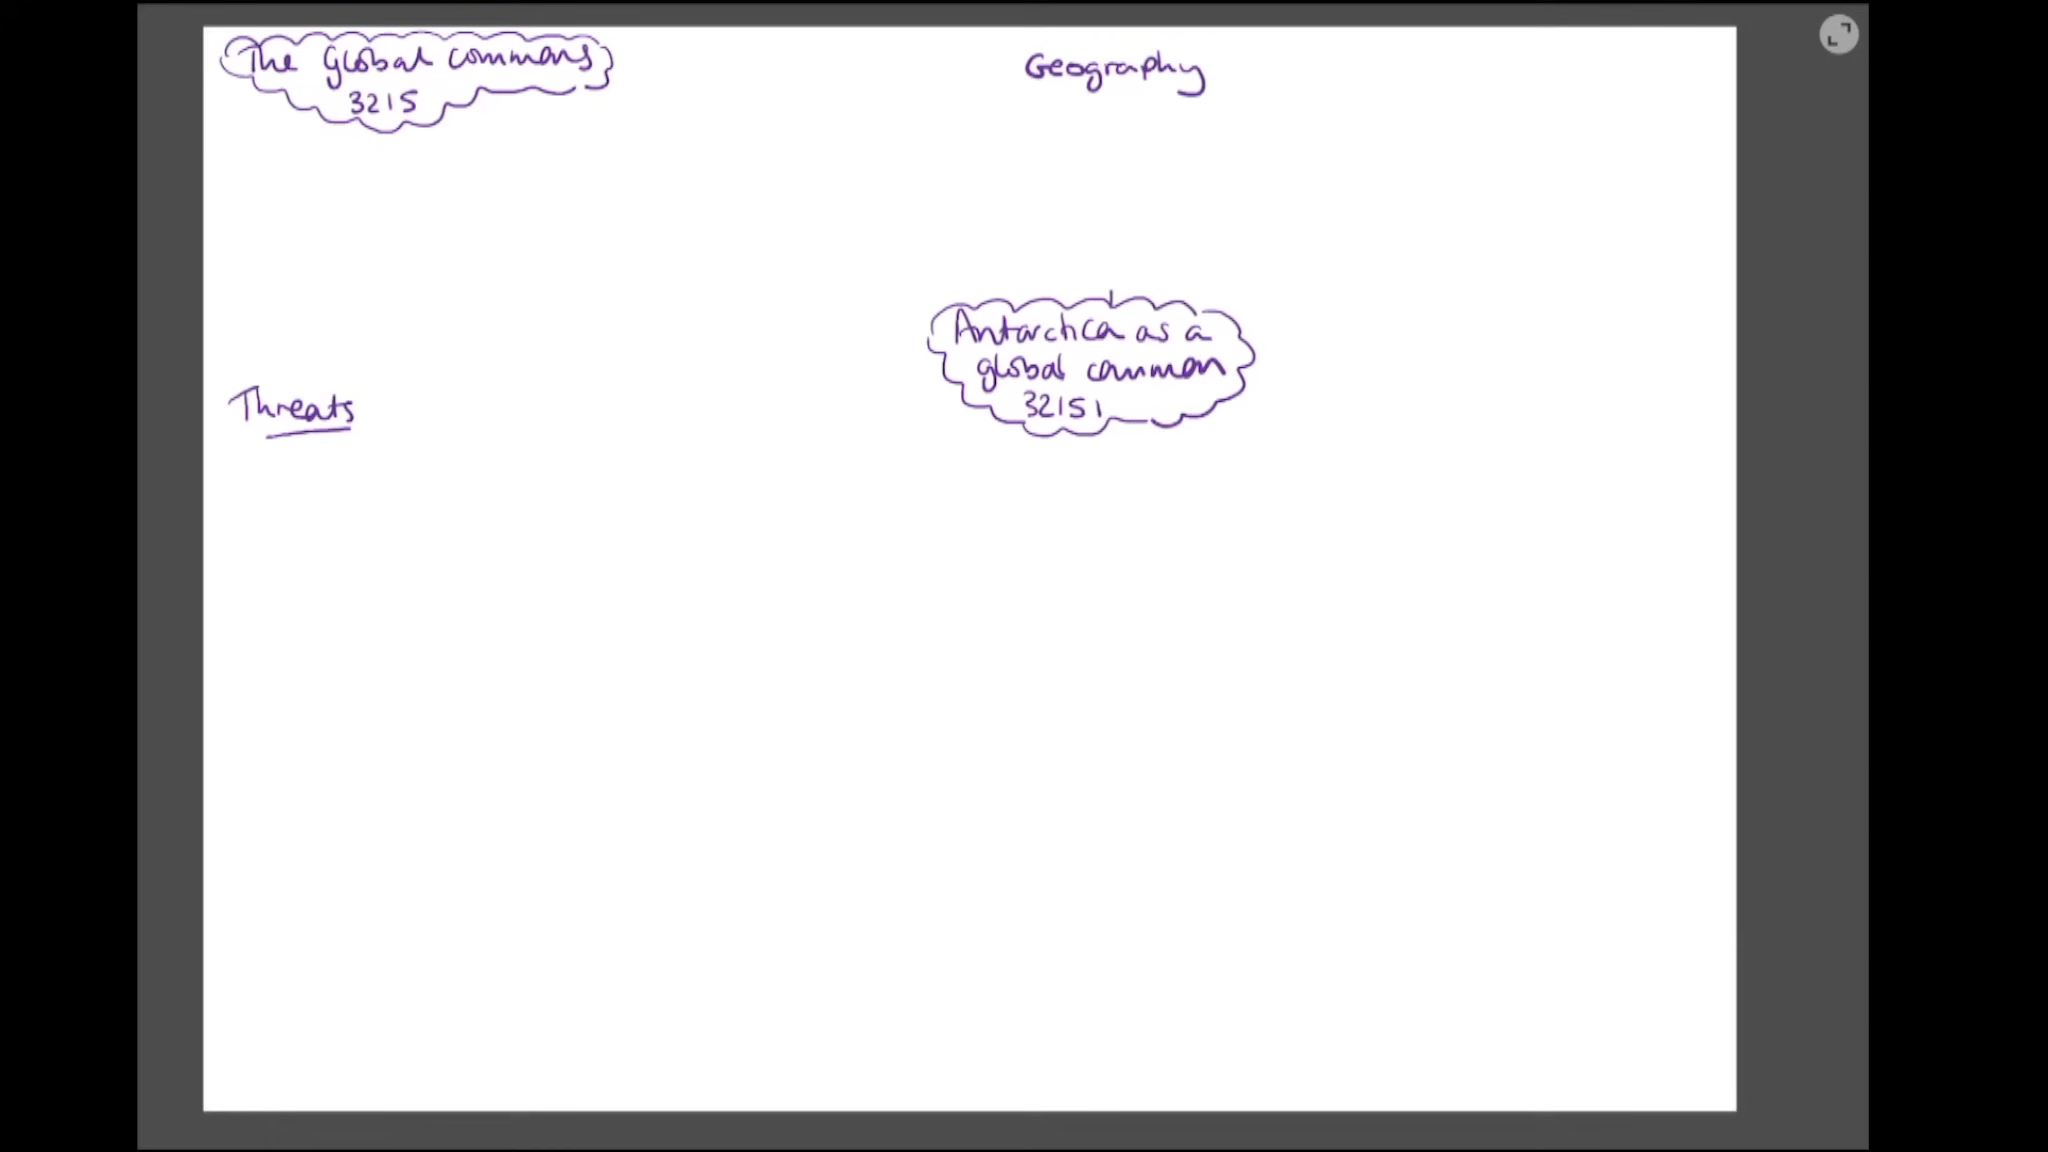 The Global commons
3215
Geography
Antarctica as a
global common
32151
Threats